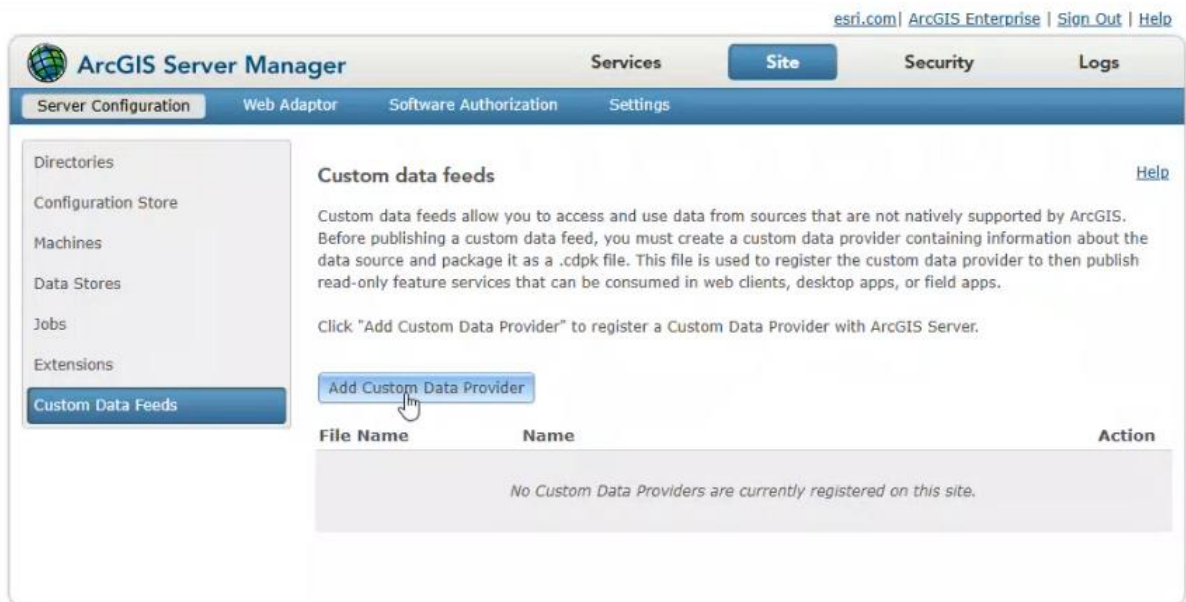 esri.com| ArcGIS Enterprise | Sign Out | Help
ArcGIS Server Manager
Services Site Security Logs
Server Configuration Web Adaptor Software Authorization Settings
Directories
Configuration Store
Machines
Data Stores
Jobs
Extensions
Custom Data Feeds
Custom data feeds Help
Custom data feeds allow you to access and use data from sources that are not natively supported by ArcGIS.
Before publishing a custom data feed, you must create a custom data provider containing information about the
data source and package it as a .cdpk file. This file is used to register the custom data provider to then publish
read-only feature services that can be consumed in web clients, desktop apps, or field apps.
Click "Add Custom Data Provider" to register a Custom Data Provider with ArcGIS Server.
Add Custom Data Provider
File Name Name Action
No Custom Data Providers are currently registered on this site.